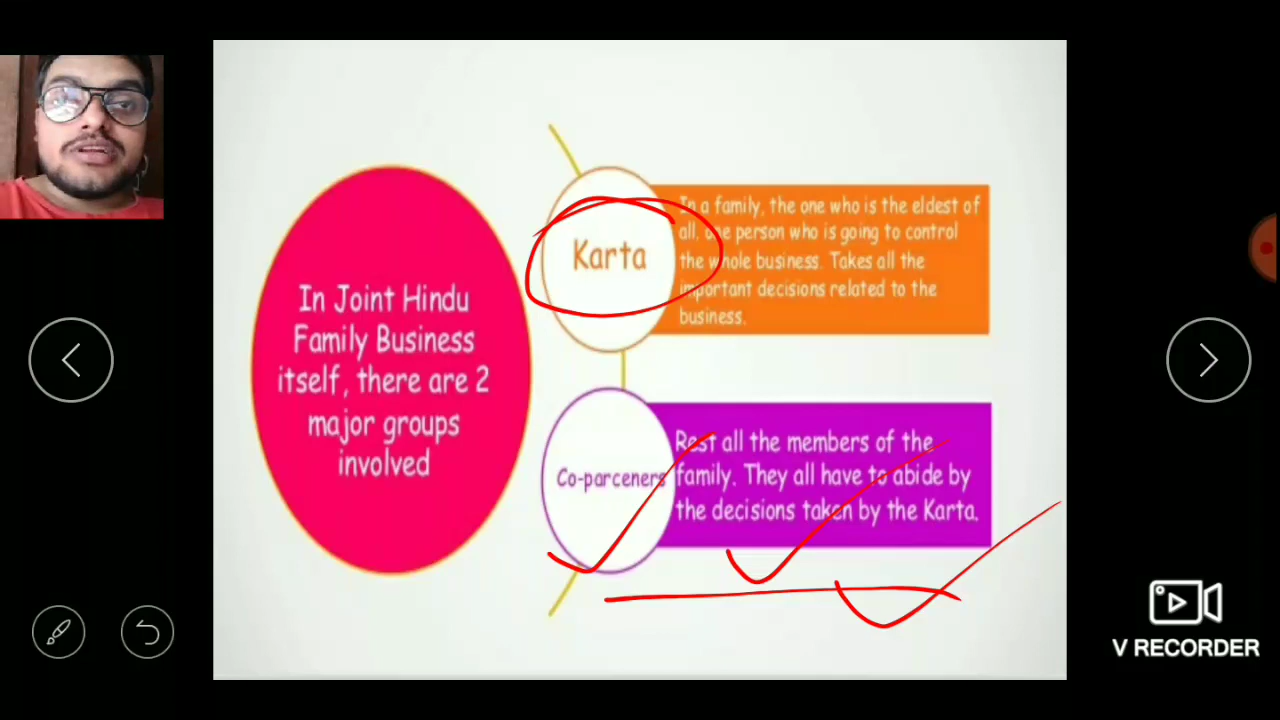 In Joint Hindu
Family Business
itself, there are 2
major groups
involved
Karta
In a family, the one who is the eldest of
all, one person who is going to control
the whole business. Takes all the
important decisions related to the
business.
Co-parceners
Rest all the members of the
family. They all have to abide by
the decisions taken by the Karta.
V RECORDER